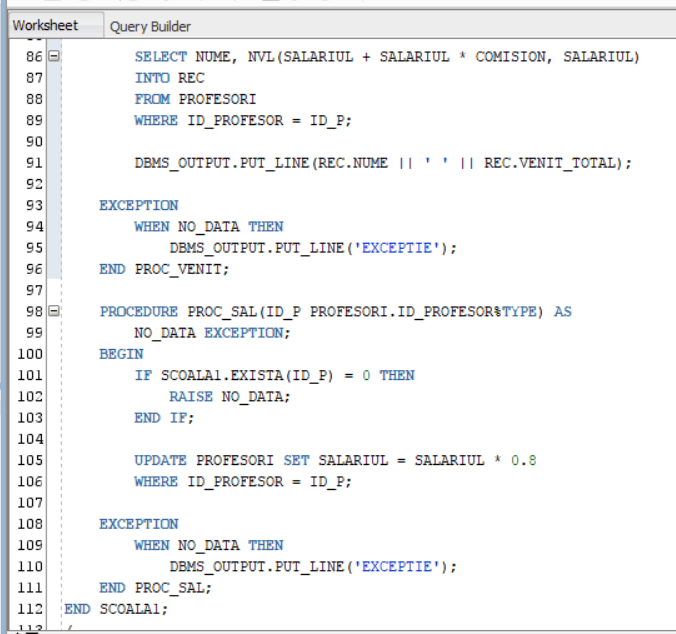 Worksheet Query Builder
86 SELECT NUME, NVL(SALARIUL + SALARIUL * COMISION, SALARIUL)
87 INTO REC
88 FROM PROFESORI
89 WHERE ID_PROFESOR = ID_P;
90
91 DBMS_OUTPUT.PUT_LINE(REC.NUME || ' ' || REC.VENIT_TOTAL);
92
93 EXCEPTION
94 WHEN NO_DATA THEN
95 DBMS_OUTPUT.PUT_LINE('EXCEPTIE');
96 END PROC_VENIT;
97
98 PROCEDURE PROC_SAL(ID_P PROFESORI.ID_PROFESOR%TYPE) AS
99 NO_DATA EXCEPTION;
100 BEGIN
101 IF SCOALA1.EXISTA(ID_P) = 0 THEN
102 RAISE NO_DATA;
103 END IF;
104
105 UPDATE PROFESORI SET SALARIUL = SALARIUL * 0.8
106 WHERE ID_PROFESOR = ID_P;
107
108 EXCEPTION
109 WHEN NO_DATA THEN
110 DBMS_OUTPUT.PUT_LINE('EXCEPTIE');
111 END PROC_SAL;
112 END SCOALA1;